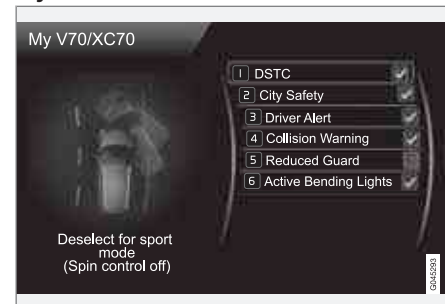 My V70/XC70
1 DSTC
2 City Safety
3 Driver Alert
4 Collision Warning
5 Reduced Guard
6 Active Bending Lights
Deselect for sport
mode
(Spin control off)
G045293